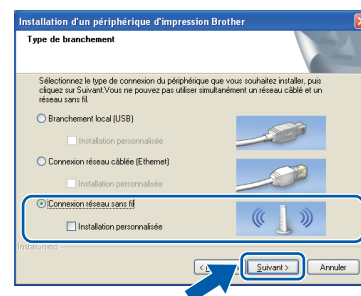 Installation d'un périphérique d'impression Brother
Type de branchement
Sélectionnez le type de connexion du périphérique que vous souhaitez installer, puis
cliquez sur Suivant.Vous ne pouvez pas utiliser simultanément un réseau câblé et un
réseau sans fil.
Branchement local (USB)
Installation personnalisée
Connexion réseau câblée (Ethernet)
Installation personnalisée
Connexion réseau sans fil
Installation personnalisée
InstallShield
Suivant >
Annuler